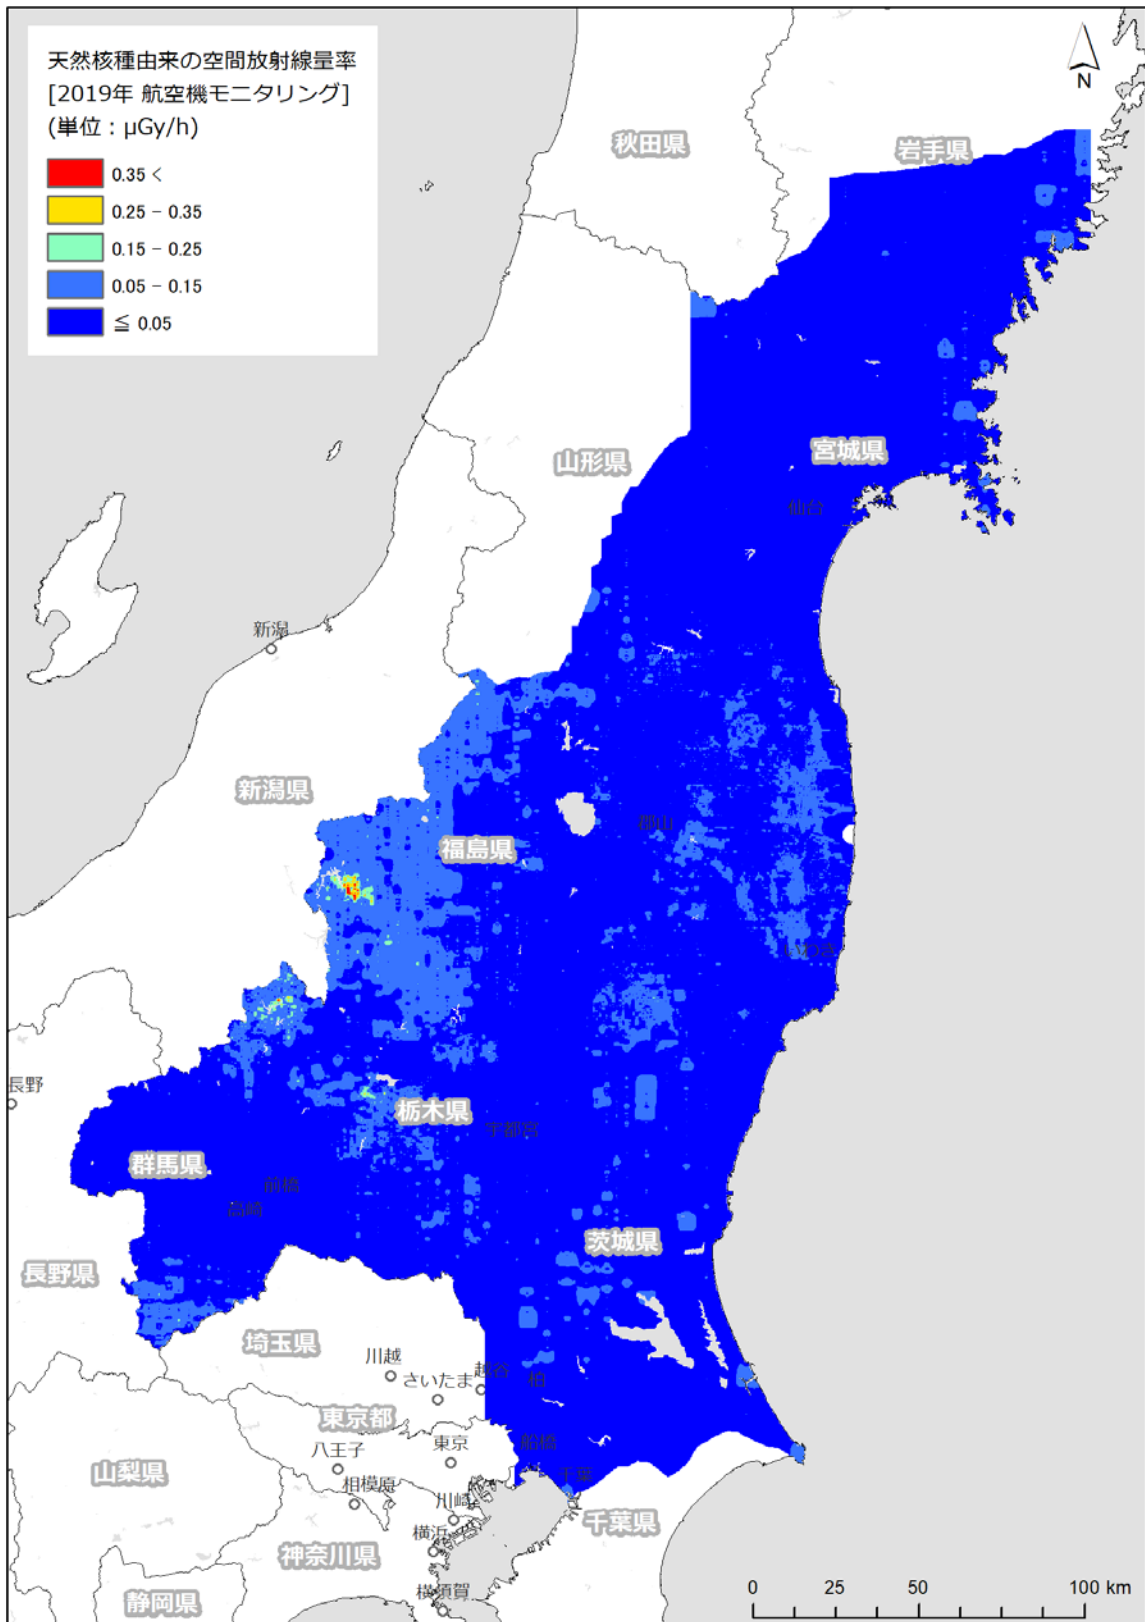 天然核種由来の空間放射線量率
[2019年 航空機モニタリング]
(単位：μGy/h)
0.35 <
0.25 − 0.35
0.15 − 0.25
0.05 − 0.15
≦ 0.05
N
秋田県
岩手県
山形県
宮城県
仙台
新潟
新潟県
福島県
郡山
いわき
長野
栃木県
宇都宮
群馬県
前橋
高崎
茨城県
長野県
埼玉県
川越
さいたま
越谷
柏
東京都
八王子
東京
船橋
千葉
山梨県
相模原
川崎
千葉県
横浜
神奈川県
静岡県
横須賀
0 25 50 100 km